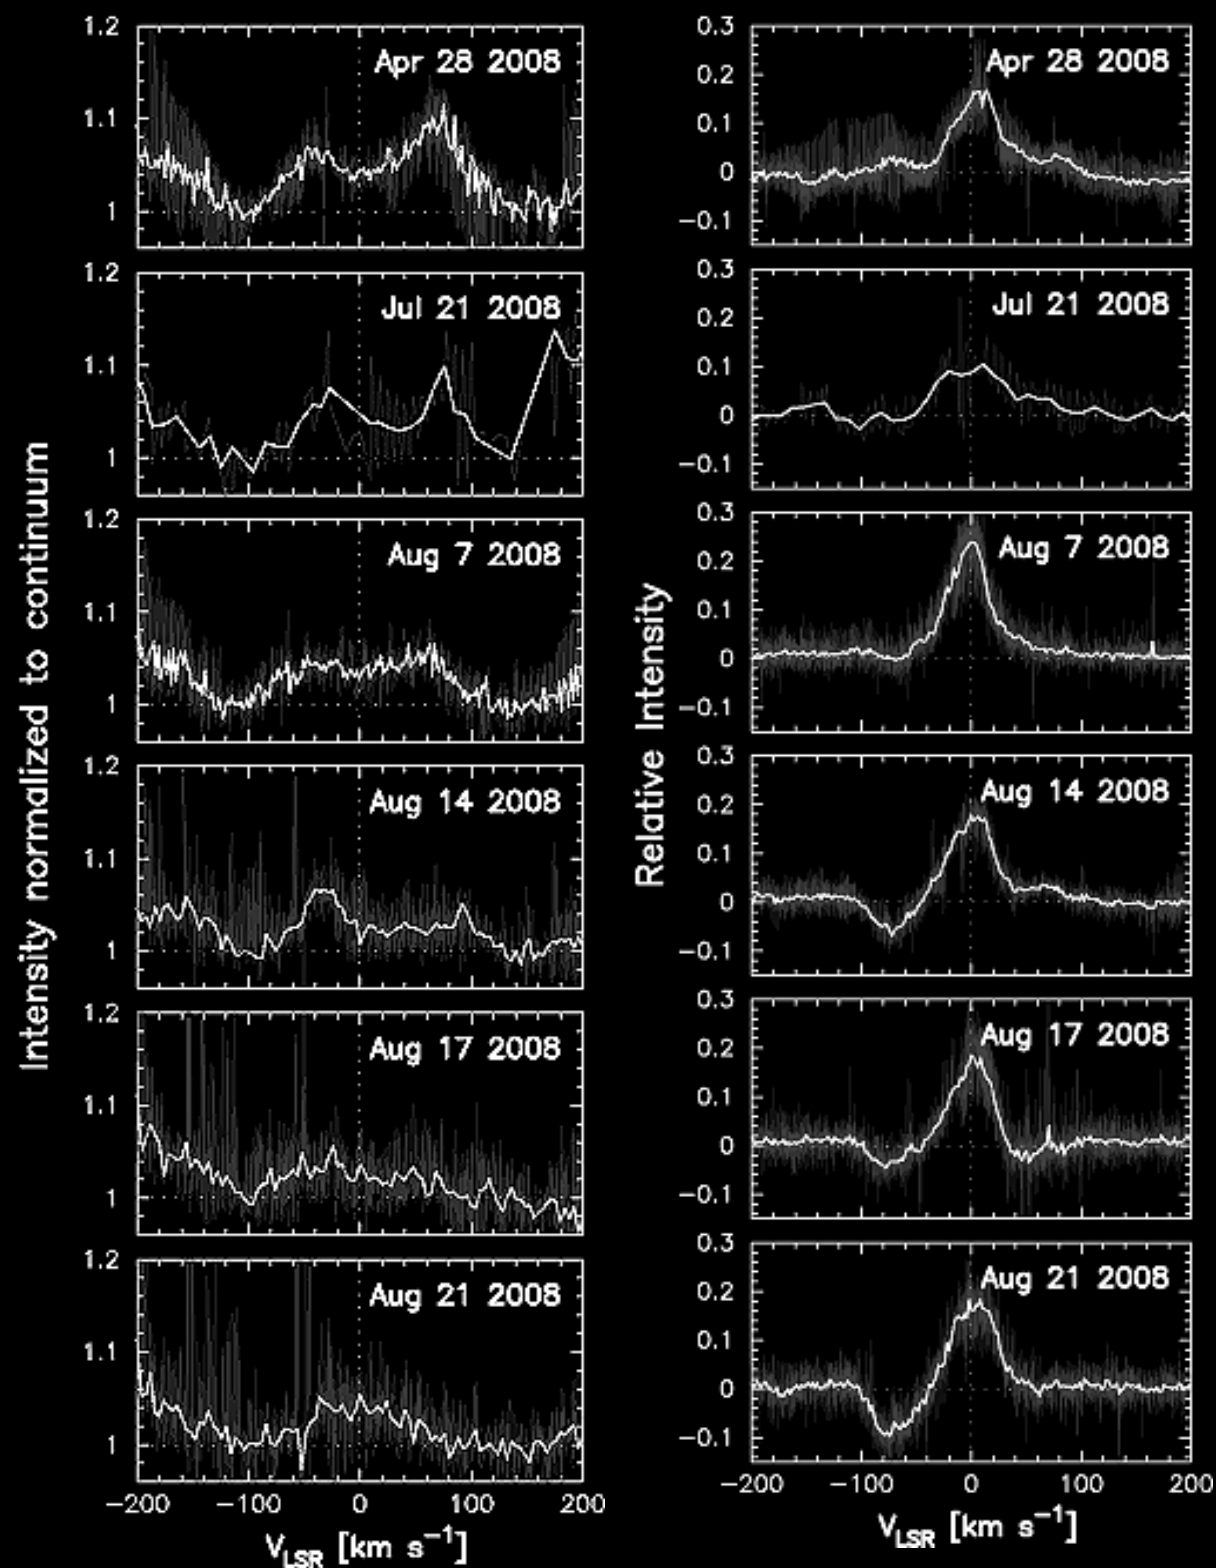 Intensity normalized to continuum
1.2
1.1
1
Apr 28 2008
1.2
1.1
1
Jul 21 2008
1.2
1.1
1
Aug 7 2008
1.2
1.1
1
Aug 14 2008
1.2
1.1
1
Aug 17 2008
1.2
1.1
1
Aug 21 2008
−200 −100 0 100 200
V_LSR [km s⁻¹]
Relative Intensity
0.3
0.2
0.1
0
−0.1
Apr 28 2008
0.3
0.2
0.1
0
−0.1
Jul 21 2008
0.3
0.2
0.1
0
−0.1
Aug 7 2008
0.3
0.2
0.1
0
−0.1
Aug 14 2008
0.3
0.2
0.1
0
−0.1
Aug 17 2008
0.3
0.2
0.1
0
−0.1
Aug 21 2008
−200 −100 0 100 200
V_LSR [km s⁻¹]